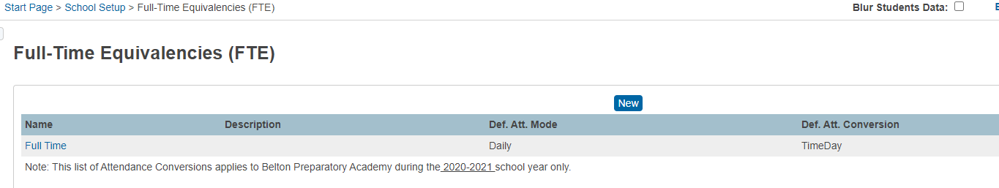 Start Page > School Setup > Full-Time Equivalencies (FTE) Blur Students Data:
Full-Time Equivalencies (FTE)
New
Name Description Def. Att. Mode Def. Att. Conversion
Full Time Daily TimeDay
Note: This list of Attendance Conversions applies to Belton Preparatory Academy during the 2020-2021 school year only.